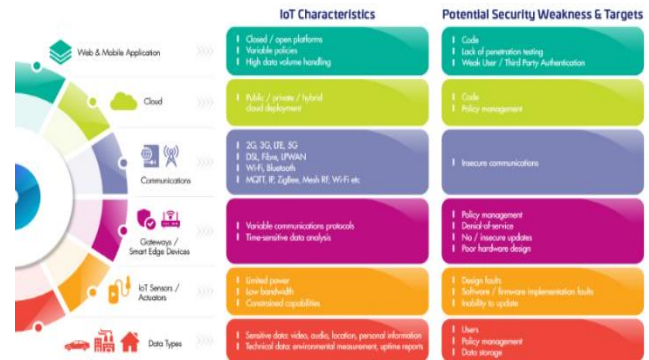 IoT Characteristics
Potential Security Weakness & Targets
Web & Mobile Application
Closed / open platforms
Variable policies
High data volume handling
Code
Lack of penetration testing
Weak User / Third Party Authentication
Cloud
Public / private / hybrid
cloud deployment
Code
Policy management
Communications
2G, 3G, LTE, 5G
DSL, Fibre, LPWAN
Wi-Fi, Bluetooth
MQTT, IP, ZigBee, Mesh RF, Wi-Fi etc
Insecure communications
Gateways /
Smart Edge Devices
Variable communications protocols
Time-sensitive data analysis
Policy management
Denial-of-service
No / insecure updates
Poor hardware design
IoT Sensors /
Actuators
Limited power
Low bandwidth
Constrained capabilities
Design faults
Software / firmware implementation faults
Inability to update
Data Types
Sensitive data: video, audio, location, personal information
Technical data: environmental measurement, uptime reports
Users
Policy management
Data storage